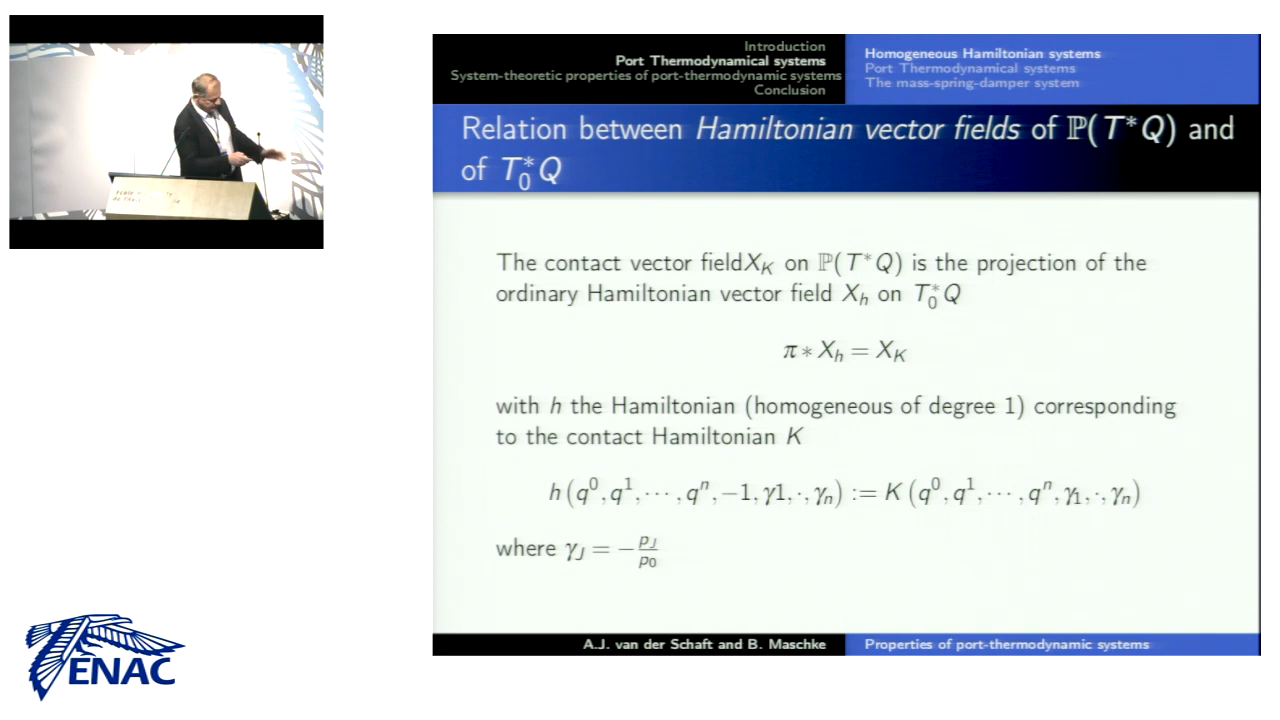 Introduction
Port Thermodynamical systems
System-theoretic properties of port-thermodynamic systems
Conclusion
Homogeneous Hamiltonian systems
Port Thermodynamical systems
The mass-spring-damper system
Relation between Hamiltonian vector fields of ℙ(T*Q) and
of T₀*Q
The contact vector fieldX_K on ℙ(T*Q) is the projection of the
ordinary Hamiltonian vector field X_h on T₀*Q
π * X_h = X_K
with h the Hamiltonian (homogeneous of degree 1) corresponding
to the contact Hamiltonian K
h(q⁰, q¹, ⋯, qⁿ, −1, γ1, ·, γₙ) := K(q⁰, q¹, ⋯, qⁿ, γ₁, ·, γₙ)
where γ_J = −p_J/p₀
A.J. van der Schaft and B. Maschke
Properties of port-thermodynamic systems
ENAC